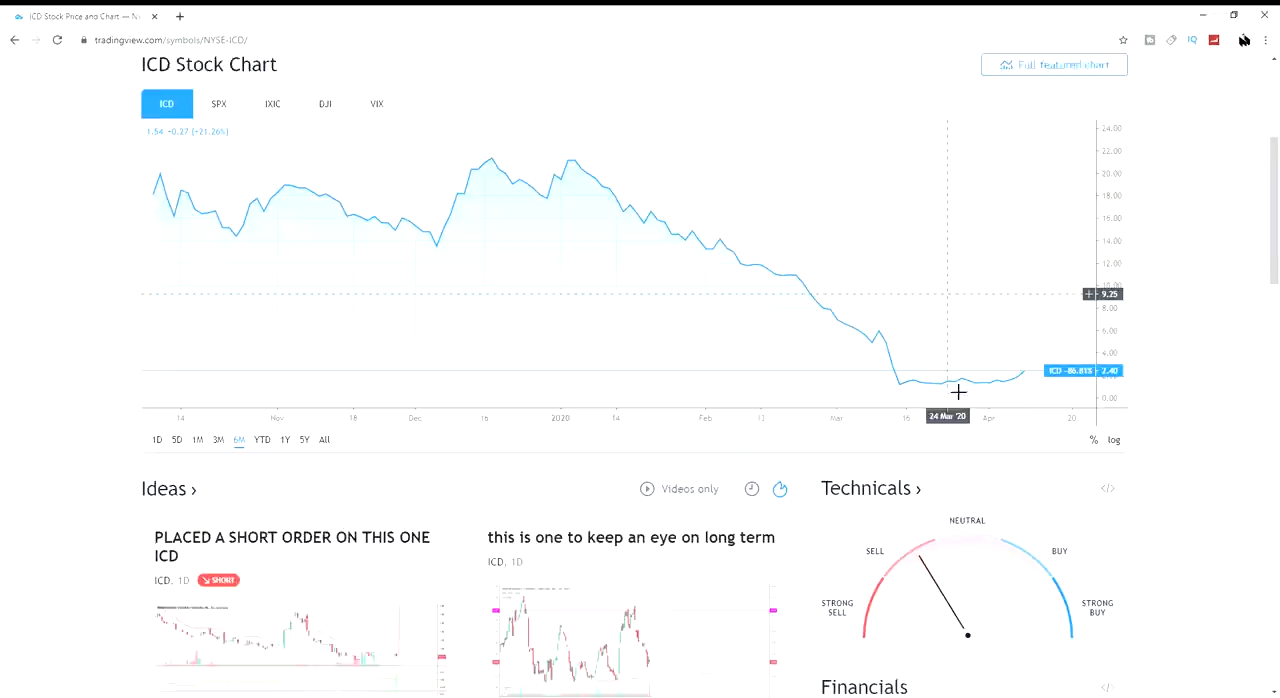 ICD Stock Price and Chart — N
tradingview.com/symbols/NYSE-ICD/
IQ
ICD Stock Chart
Full featured chart
ICD SPX IXIC DJI VIX
1.54 −0.27 (+21.26%)
24.00
22.00
20.00
18.00
16.00
14.00
12.00
10.00
9.25
8.00
6.00
4.00
ICD −86.81% 2.40
0.00
14 Nov 18 Dec 16 2020 14 Feb 11 Mar 16 24 Mar '20 Apr 20
1D 5D 1M 3M 6M YTD 1Y 5Y All
% log
Ideas ›
Videos only
Technicals ›
</>
PLACED A SHORT ORDER ON THIS ONE
ICD
ICD, 1D SHORT
this is one to keep an eye on long term
ICD, 1D
NEUTRAL
SELL
BUY
STRONG
SELL
STRONG
BUY
Financials
</>